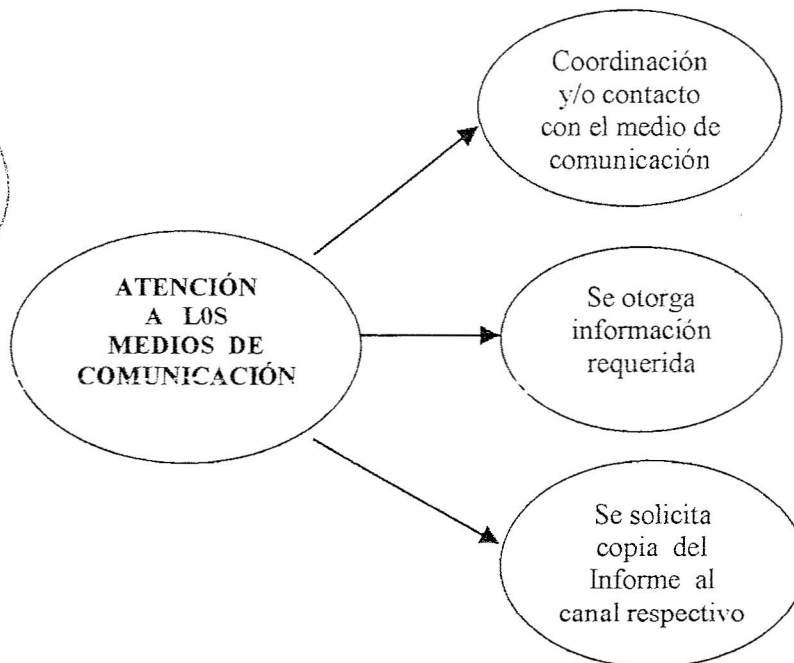 Coordinación
y/o contacto
con el medio de
comunicación
ATENCIÓN
A L0S
MEDIOS DE
COMUNICACIÓN
Se otorga
información
requerida
Se solicita
copia del
Informe al
canal respectivo